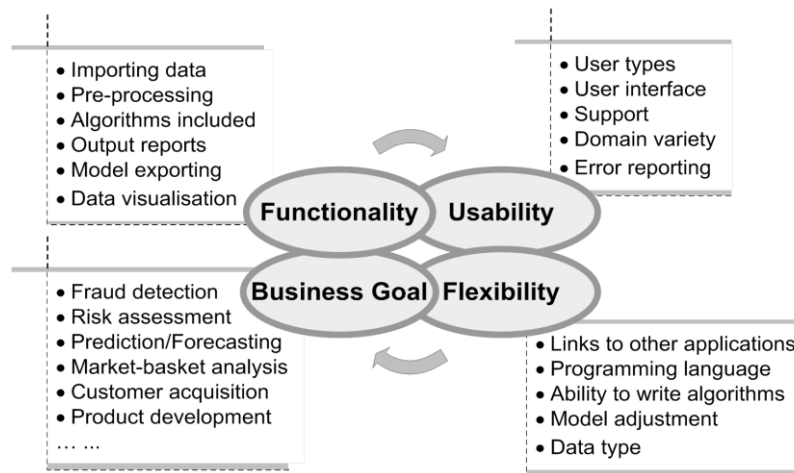 • Importing data
• Pre-processing
• Algorithms included
• Output reports
• Model exporting
• Data visualisation
• User types
• User interface
• Support
• Domain variety
• Error reporting
Functionality
Usability
Business Goal
Flexibility
• Fraud detection
• Risk assessment
• Prediction/Forecasting
• Market-basket analysis
• Customer acquisition
• Product development
… ...
• Links to other applications
• Programming language
• Ability to write algorithms
• Model adjustment
• Data type